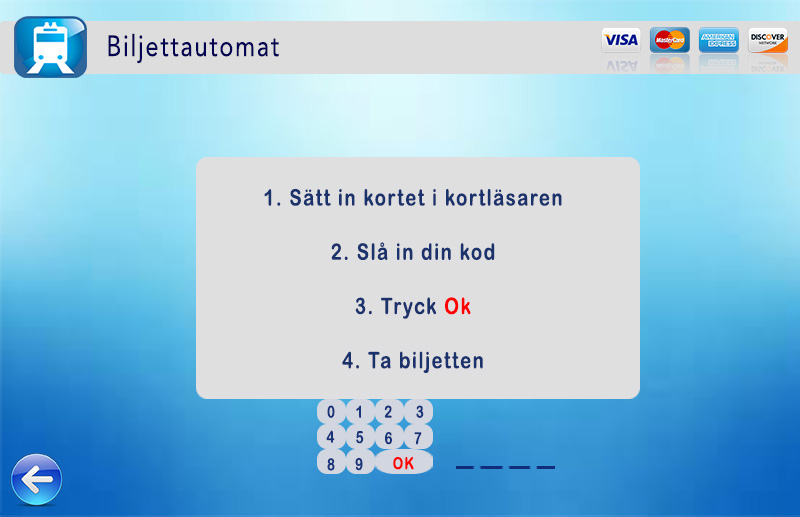 Biljettautomat
VISA
MasterCard
AMERICAN
EXPRESS
DISCOVER
NETWORK
1. Sätt in kortet i kortläsaren
2. Slå in din kod
3. Tryck Ok
4. Ta biljetten
0 1 2 3
4 5 6 7
8 9 OK